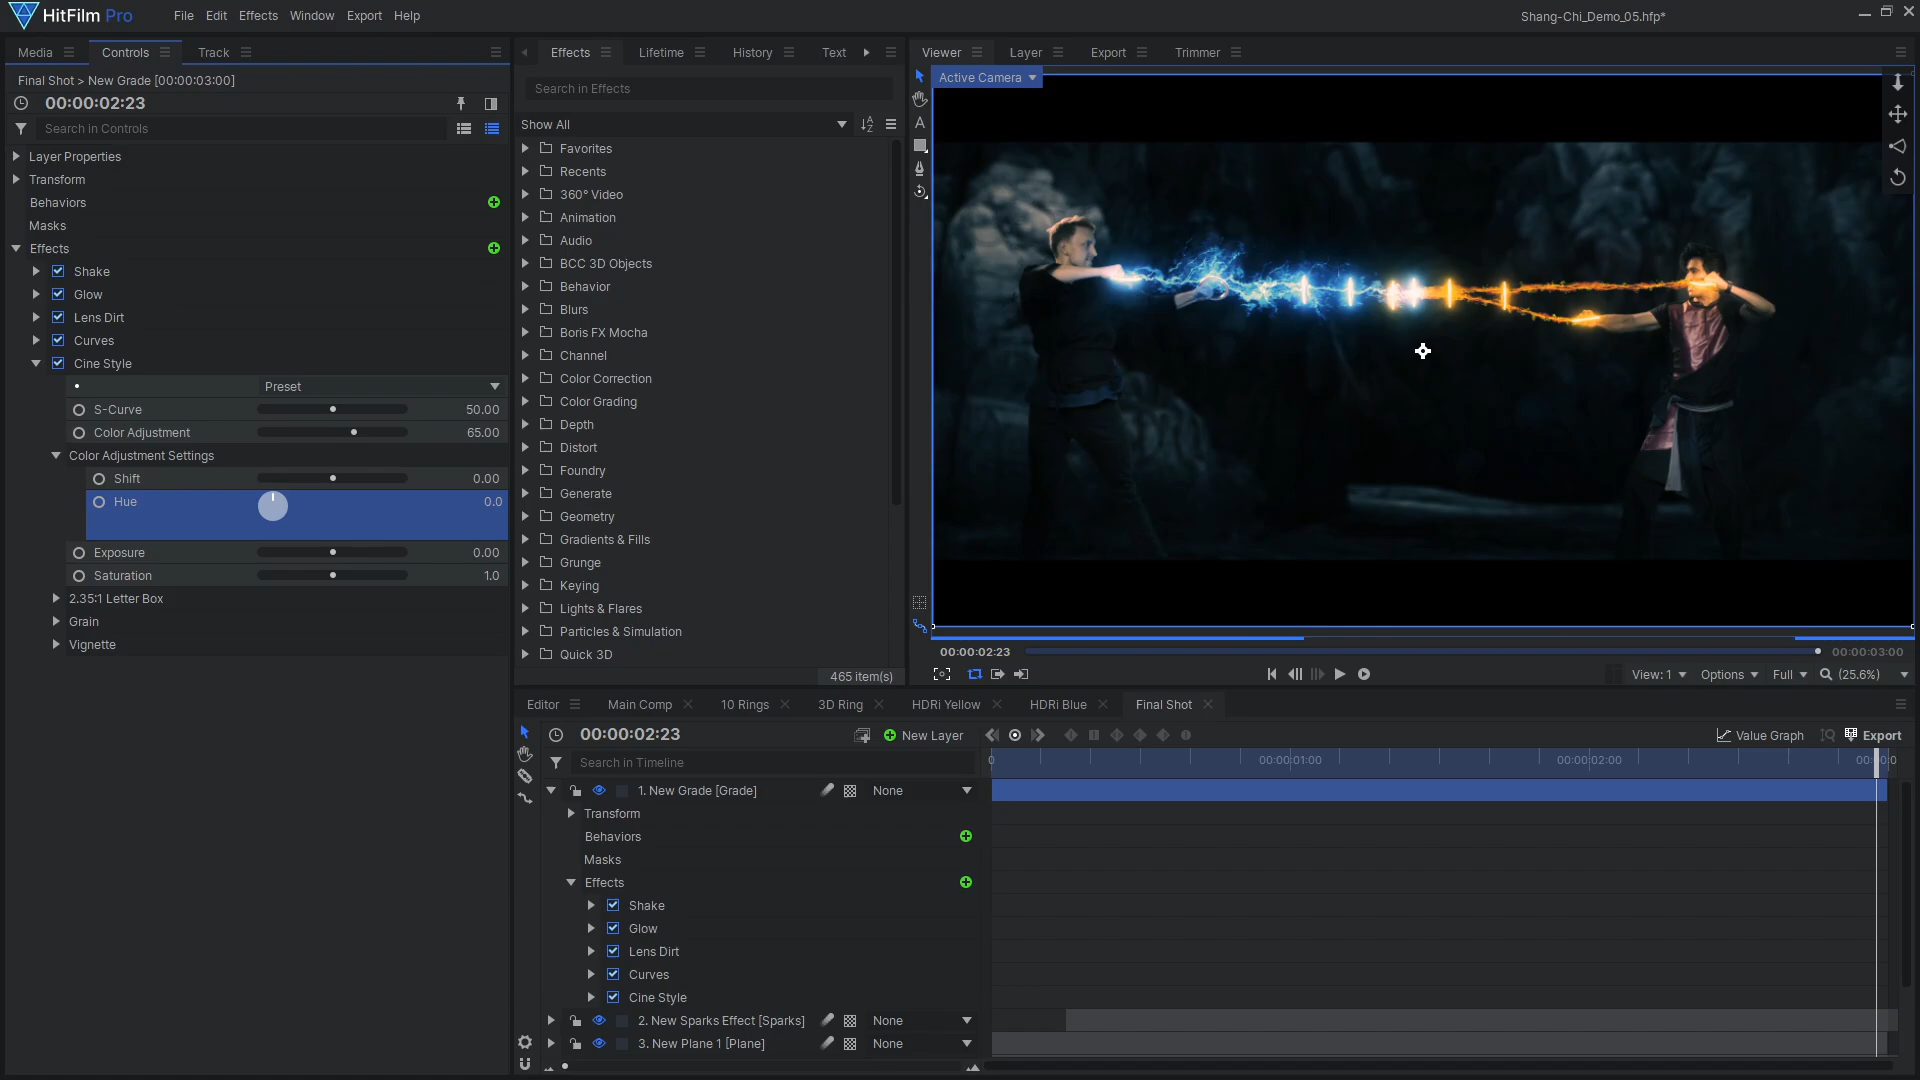 HitFilm Pro
File Edit Effects Window Export Help
Shang-Chi_Demo_05.hfp*
Media Controls Track
Final Shot > New Grade [00:00:03:00]
00:00:02:23
Search in Controls
Layer Properties
Transform
Behaviors
Masks
Effects
Shake
Glow
Lens Dirt
Curves
Cine Style
Preset
S-Curve 50.00
Color Adjustment 65.00
Color Adjustment Settings
Shift 0.00
Hue 0.0
Exposure 0.00
Saturation 1.0
2.35:1 Letter Box
Grain
Vignette
Effects Lifetime History Text
Search in Effects
Show All
Favorites
Recents
360° Video
Animation
Audio
BCC 3D Objects
Behavior
Blurs
Boris FX Mocha
Channel
Color Correction
Color Grading
Depth
Distort
Foundry
Generate
Geometry
Gradients & Fills
Grunge
Keying
Lights & Flares
Particles & Simulation
Quick 3D
465 item(s)
Viewer Layer Export Trimmer
Active Camera
00:00:02:23 00:00:03:00
View: 1 Options Full (25.6%)
Editor Main Comp 10 Rings 3D Ring HDRi Yellow HDRi Blue Final Shot
00:00:02:23 New Layer Value Graph Export
Search in Timeline
0 00:00:01:00 00:00:02:00
1. New Grade [Grade] None
Transform
Behaviors
Masks
Effects
Shake
Glow
Lens Dirt
Curves
Cine Style
2. New Sparks Effect [Sparks] None
3. New Plane 1 [Plane] None